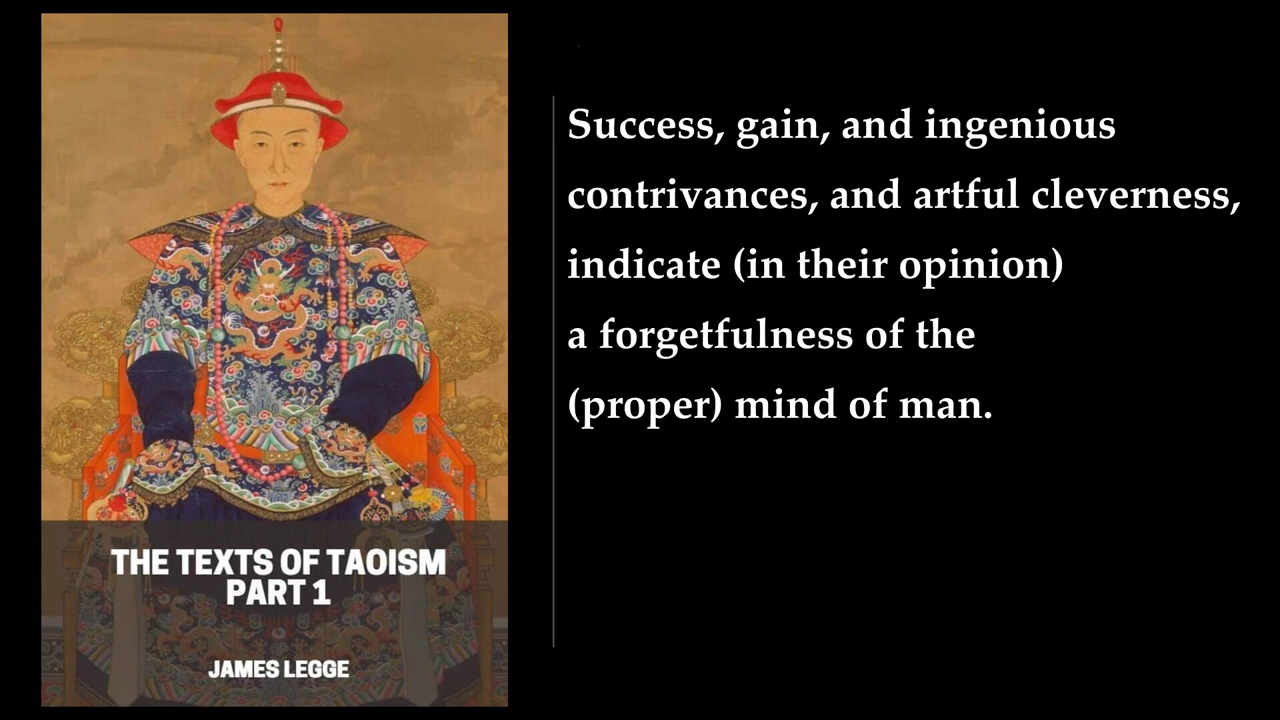 THE TEXTS OF TAOISM
PART 1
JAMES LEGGE
Success, gain, and ingenious
contrivances, and artful cleverness,
indicate (in their opinion)
a forgetfulness of the
(proper) mind of man.